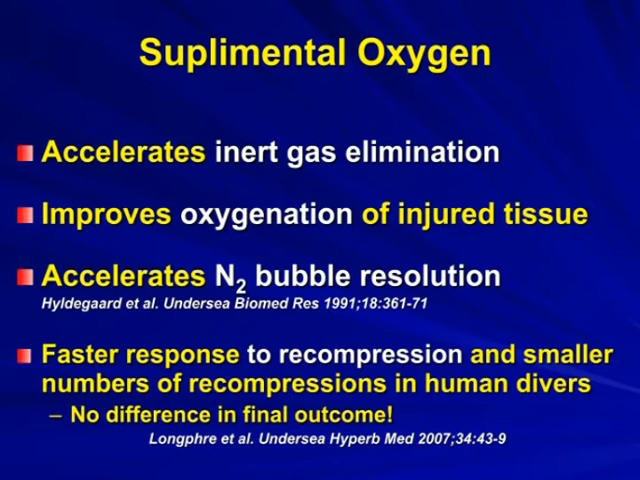 Suplimental Oxygen
Accelerates inert gas elimination
Improves oxygenation of injured tissue
Accelerates N2 bubble resolution
Hyldegaard et al. Undersea Biomed Res 1991;18:361-71
Faster response to recompression and smaller
numbers of recompressions in human divers
– No difference in final outcome!
Longphre et al. Undersea Hyperb Med 2007;34:43-9